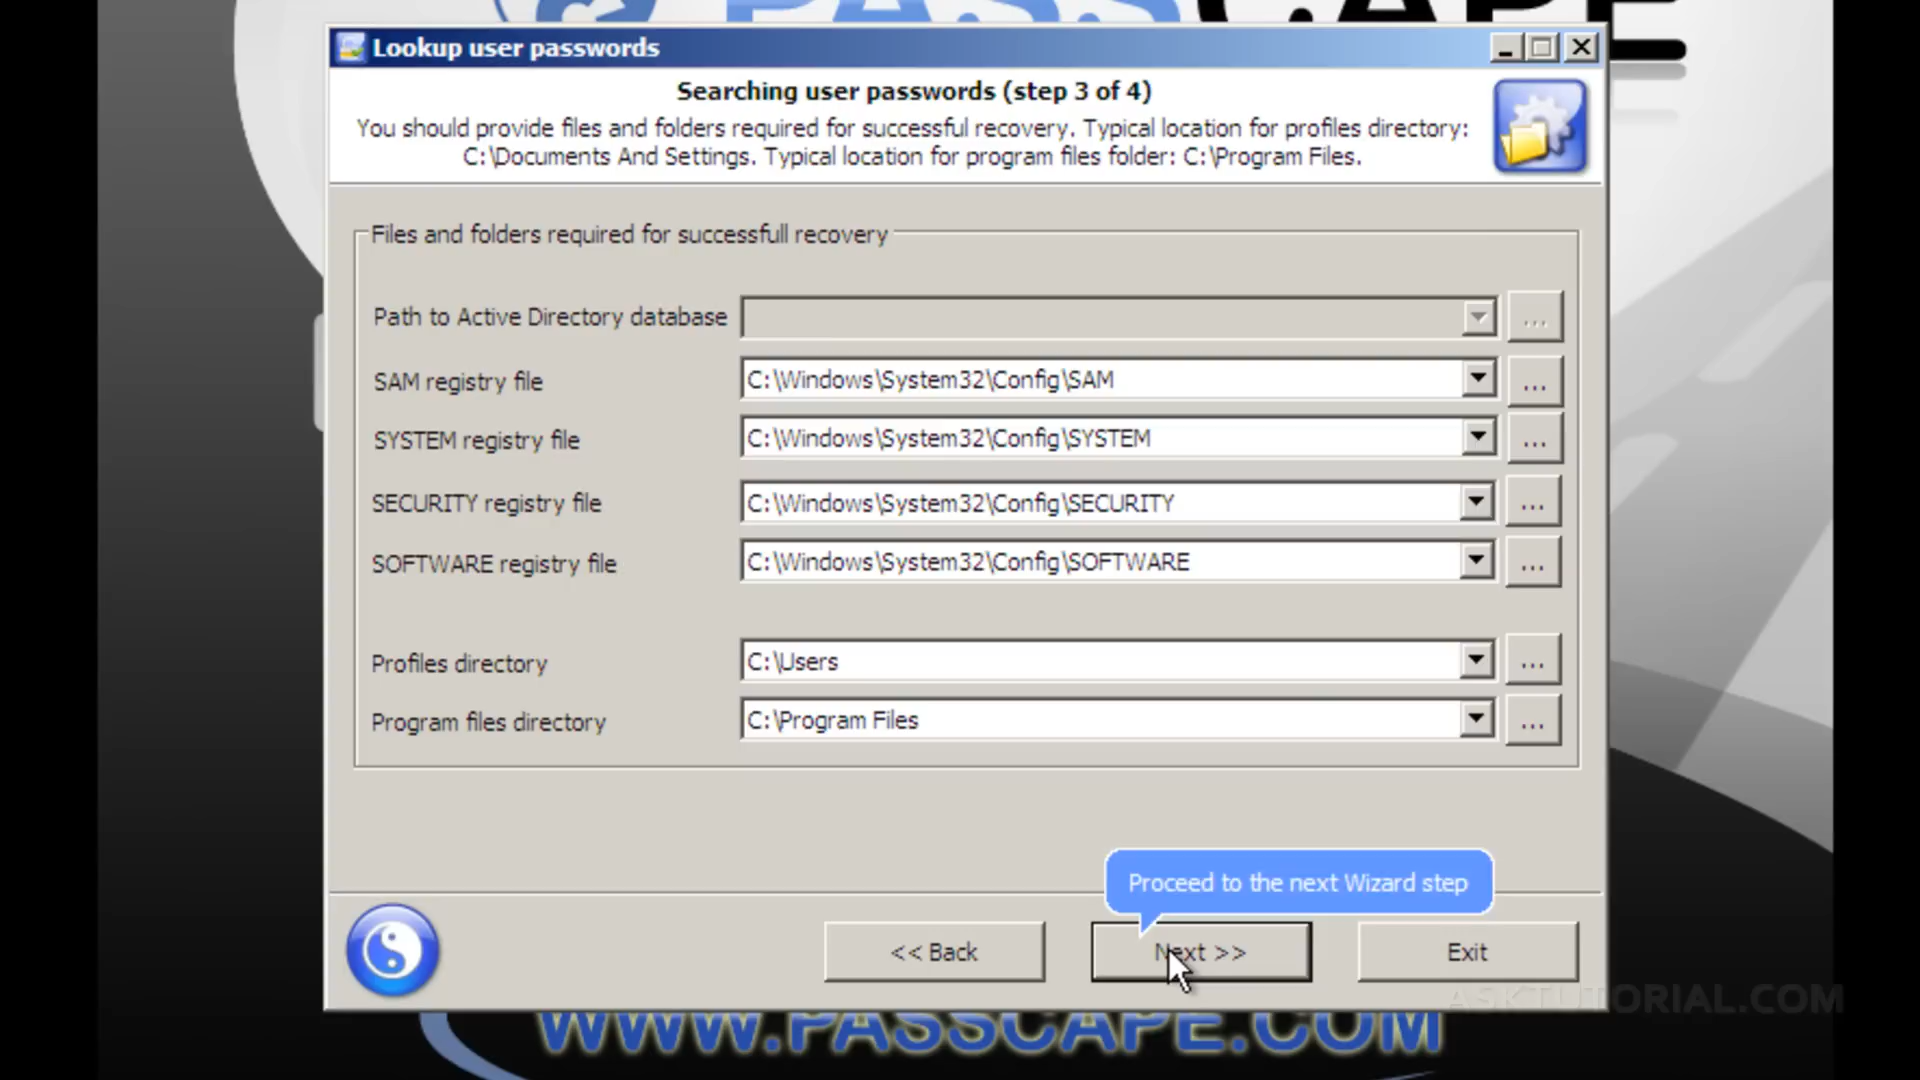 PASSCAPE
Lookup user passwords
Searching user passwords (step 3 of 4)
You should provide files and folders required for successful recovery. Typical location for profiles directory:
C:\Documents And Settings. Typical location for program files folder: C:\Program Files.
Files and folders required for successfull recovery
Path to Active Directory database ...
SAM registry file C:\Windows\System32\Config\SAM ...
SYSTEM registry file C:\Windows\System32\Config\SYSTEM ...
SECURITY registry file C:\Windows\System32\Config\SECURITY ...
SOFTWARE registry file C:\Windows\System32\Config\SOFTWARE ...
Profiles directory C:\Users ...
Program files directory C:\Program Files ...
Proceed to the next Wizard step
<< Back Next >> Exit
ASKTUTORIAL.COM
WWW.PASSCAPE.COM